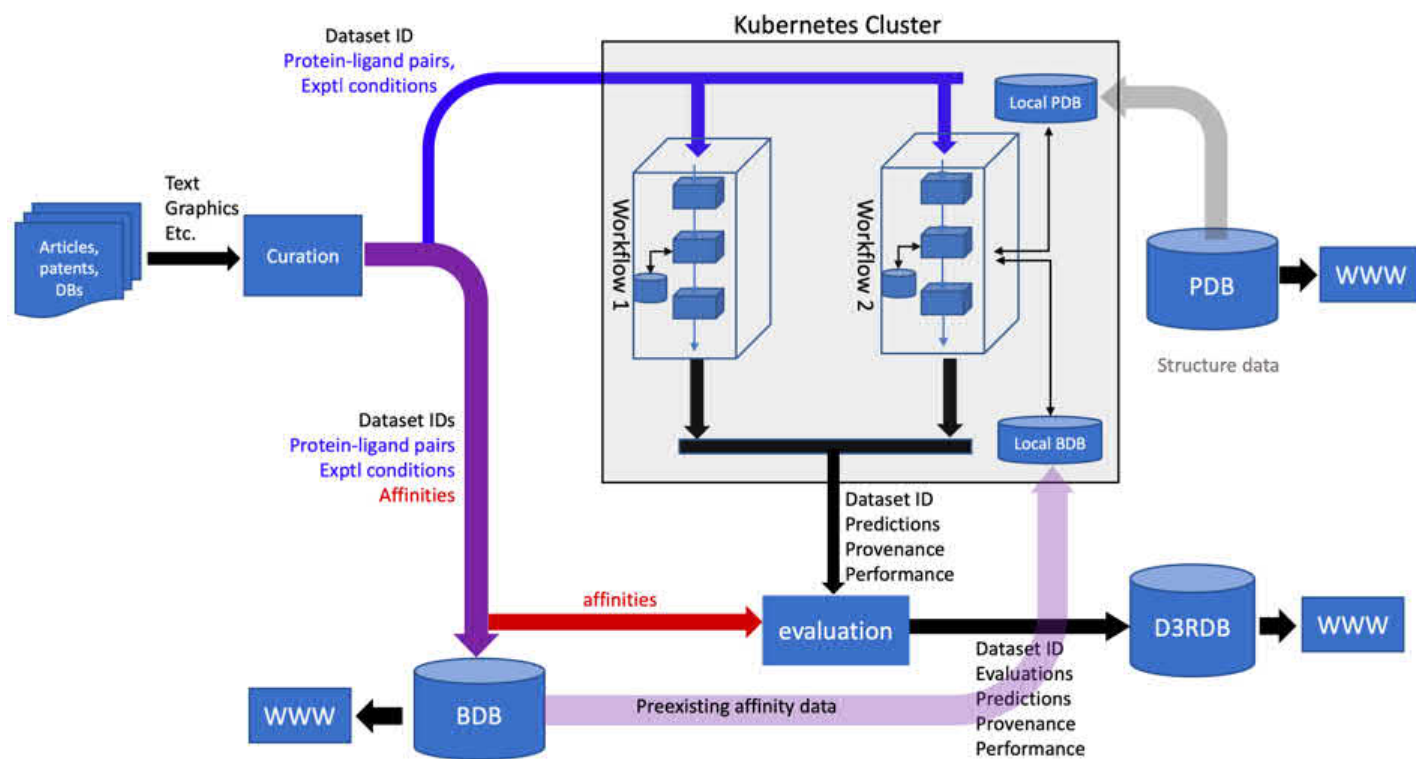 Kubernetes Cluster
Dataset ID
Protein-ligand pairs,
Exptl conditions
Local PDB
Text
Graphics
Etc.
Articles,
patents,
DBs
Curation
Workflow 1
Workflow 2
PDB
WWW
Structure data
Dataset IDs
Protein-ligand pairs
Exptl conditions
Affinities
Local BDB
Dataset ID
Predictions
Provenance
Performance
affinities
evaluation
D3RDB
WWW
Dataset ID
Evaluations
Predictions
Provenance
Performance
WWW
BDB
Preexisting affinity data